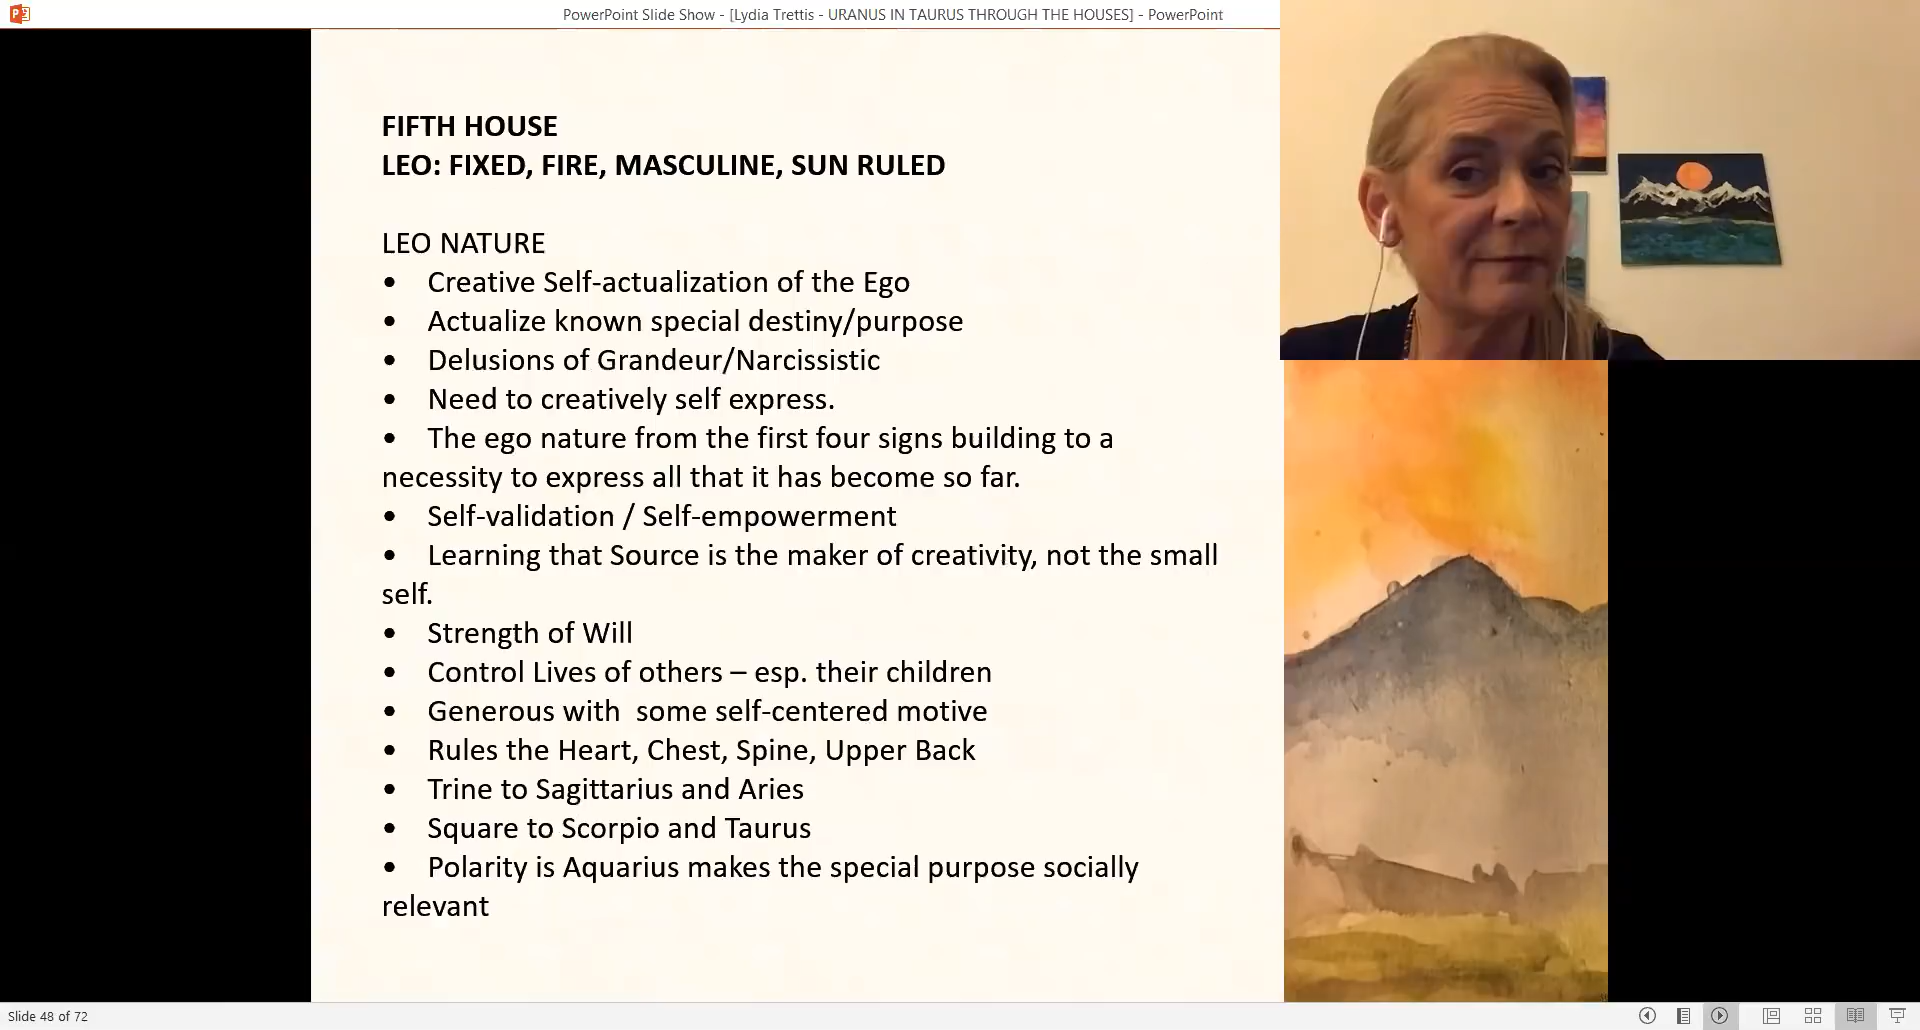 PowerPoint Slide Show - [Lydia Trettis - URANUS IN TAURUS THROUGH THE HOUSES] - PowerPoint
FIFTH HOUSE
LEO: FIXED, FIRE, MASCULINE, SUN RULED
LEO NATURE
• Creative Self-actualization of the Ego
• Actualize known special destiny/purpose
• Delusions of Grandeur/Narcissistic
• Need to creatively self express.
• The ego nature from the first four signs building to a
necessity to express all that it has become so far.
• Self-validation / Self-empowerment
• Learning that Source is the maker of creativity, not the small
self.
• Strength of Will
• Control Lives of others – esp. their children
• Generous with  some self-centered motive
• Rules the Heart, Chest, Spine, Upper Back
• Trine to Sagittarius and Aries
• Square to Scorpio and Taurus
• Polarity is Aquarius makes the special purpose socially
relevant
Slide 48 of 72